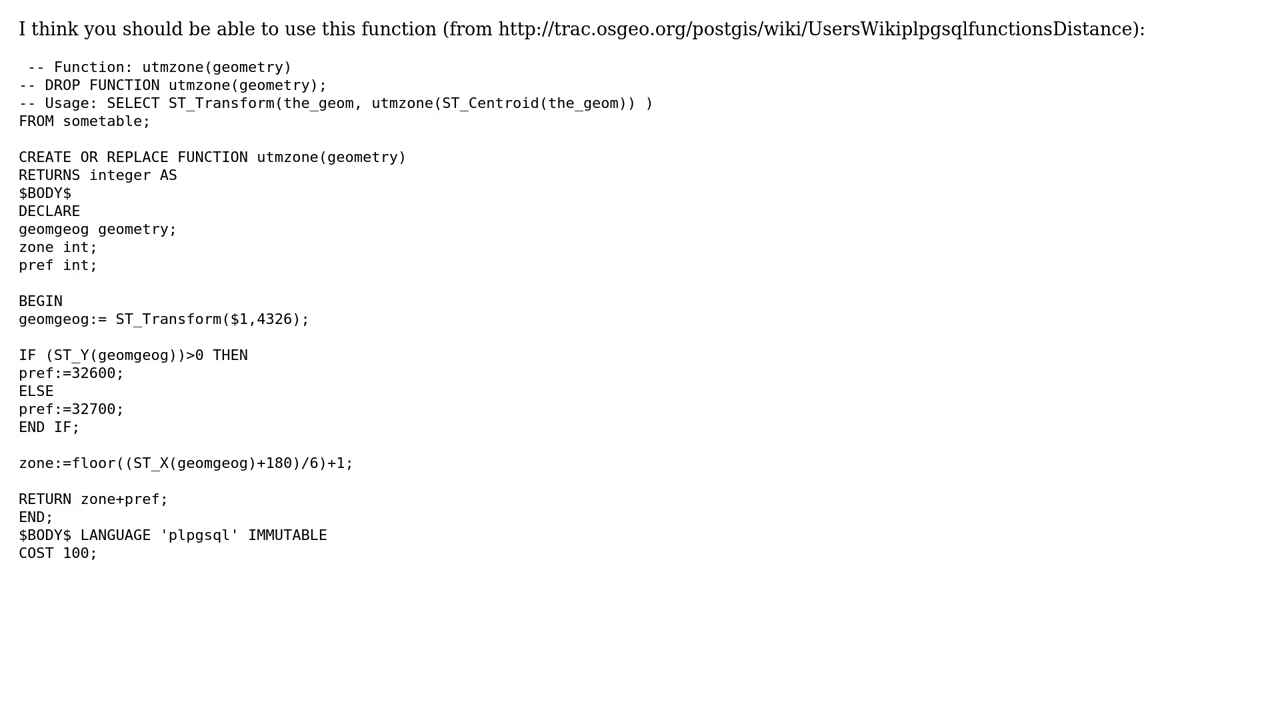 I think you should be able to use this function (from http://trac.osgeo.org/postgis/wiki/UsersWikiplpgsqlfunctionsDistance):
-- Function: utmzone(geometry)
-- DROP FUNCTION utmzone(geometry);
-- Usage: SELECT ST_Transform(the_geom, utmzone(ST_Centroid(the_geom)) )
FROM sometable;
CREATE OR REPLACE FUNCTION utmzone(geometry)
RETURNS integer AS
$BODY$
DECLARE
geomgeog geometry;
zone int;
pref int;
BEGIN
geomgeog:= ST_Transform($1,4326);
IF (ST_Y(geomgeog))>0 THEN
pref:=32600;
ELSE
pref:=32700;
END IF;
zone:=floor((ST_X(geomgeog)+180)/6)+1;
RETURN zone+pref;
END;
$BODY$ LANGUAGE 'plpgsql' IMMUTABLE
COST 100;